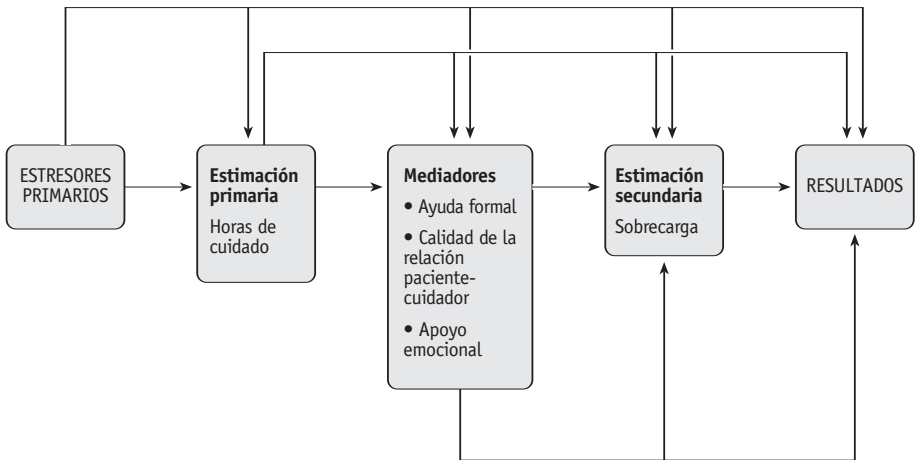 ESTRESORES
PRIMARIOS
Estimación
primaria
Horas de
cuidado
Mediadores
• Ayuda formal
• Calidad de la
relación
paciente-
cuidador
• Apoyo
emocional
Estimación
secundaria
Sobrecarga
RESULTADOS